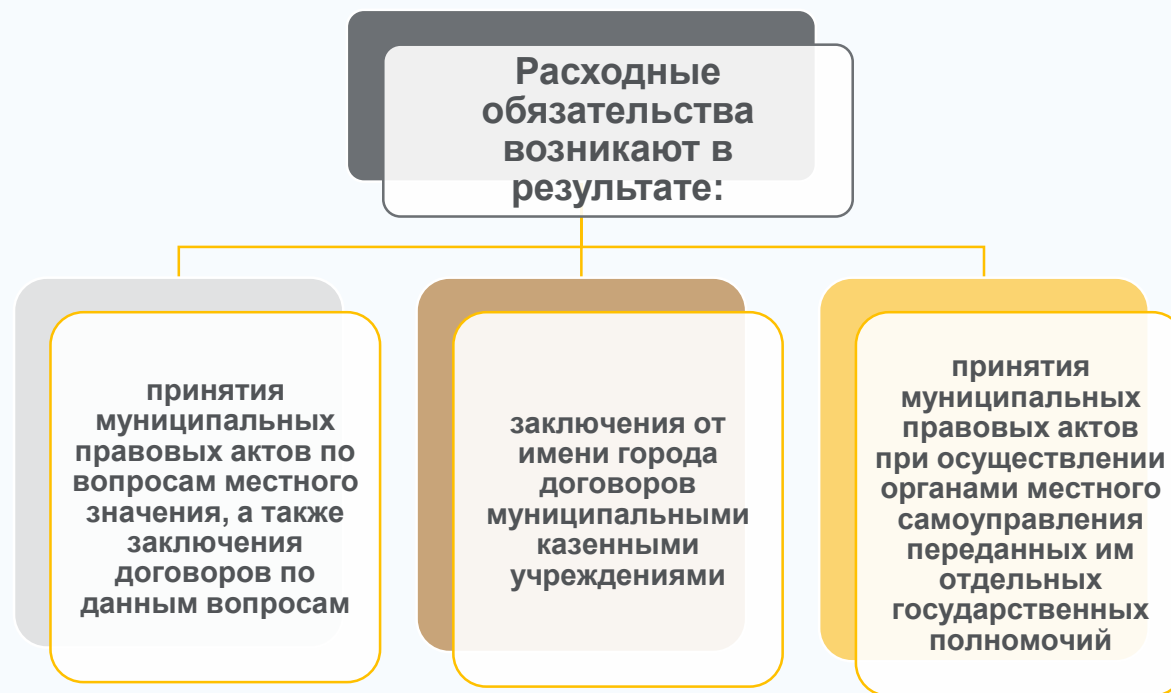 Расходные
обязательства
возникают в
результате:
принятия
муниципальных
правовых актов по
вопросам местного
значения, а также
заключения
договоров по
данным вопросам
заключения от
имени города
договоров
муниципальными
казенными
учреждениями
принятия
муниципальных
правовых актов
при осуществлении
органами местного
самоуправления
переданных им
отдельных
государственных
полномочий